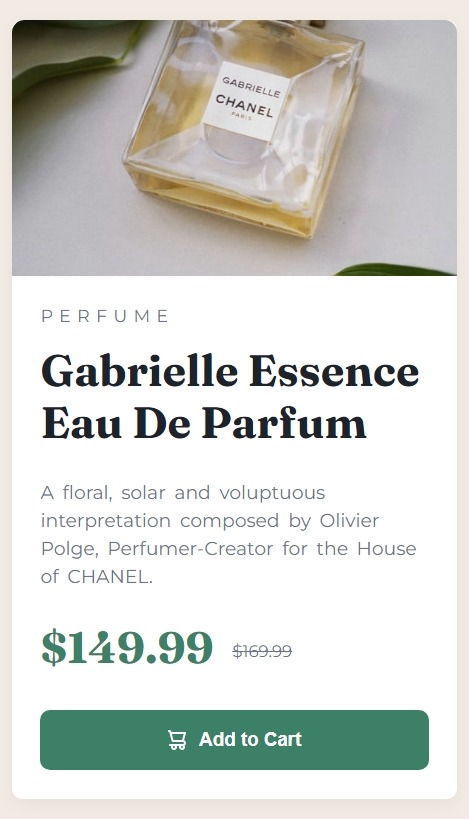 GABRIELLE
CHANEL
PARIS
PERFUME
Gabrielle Essence
Eau De Parfum
A floral, solar and voluptuous
interpretation composed by Olivier
Polge, Perfumer-Creator for the House
of CHANEL.
$149.99 $169.99
Add to Cart